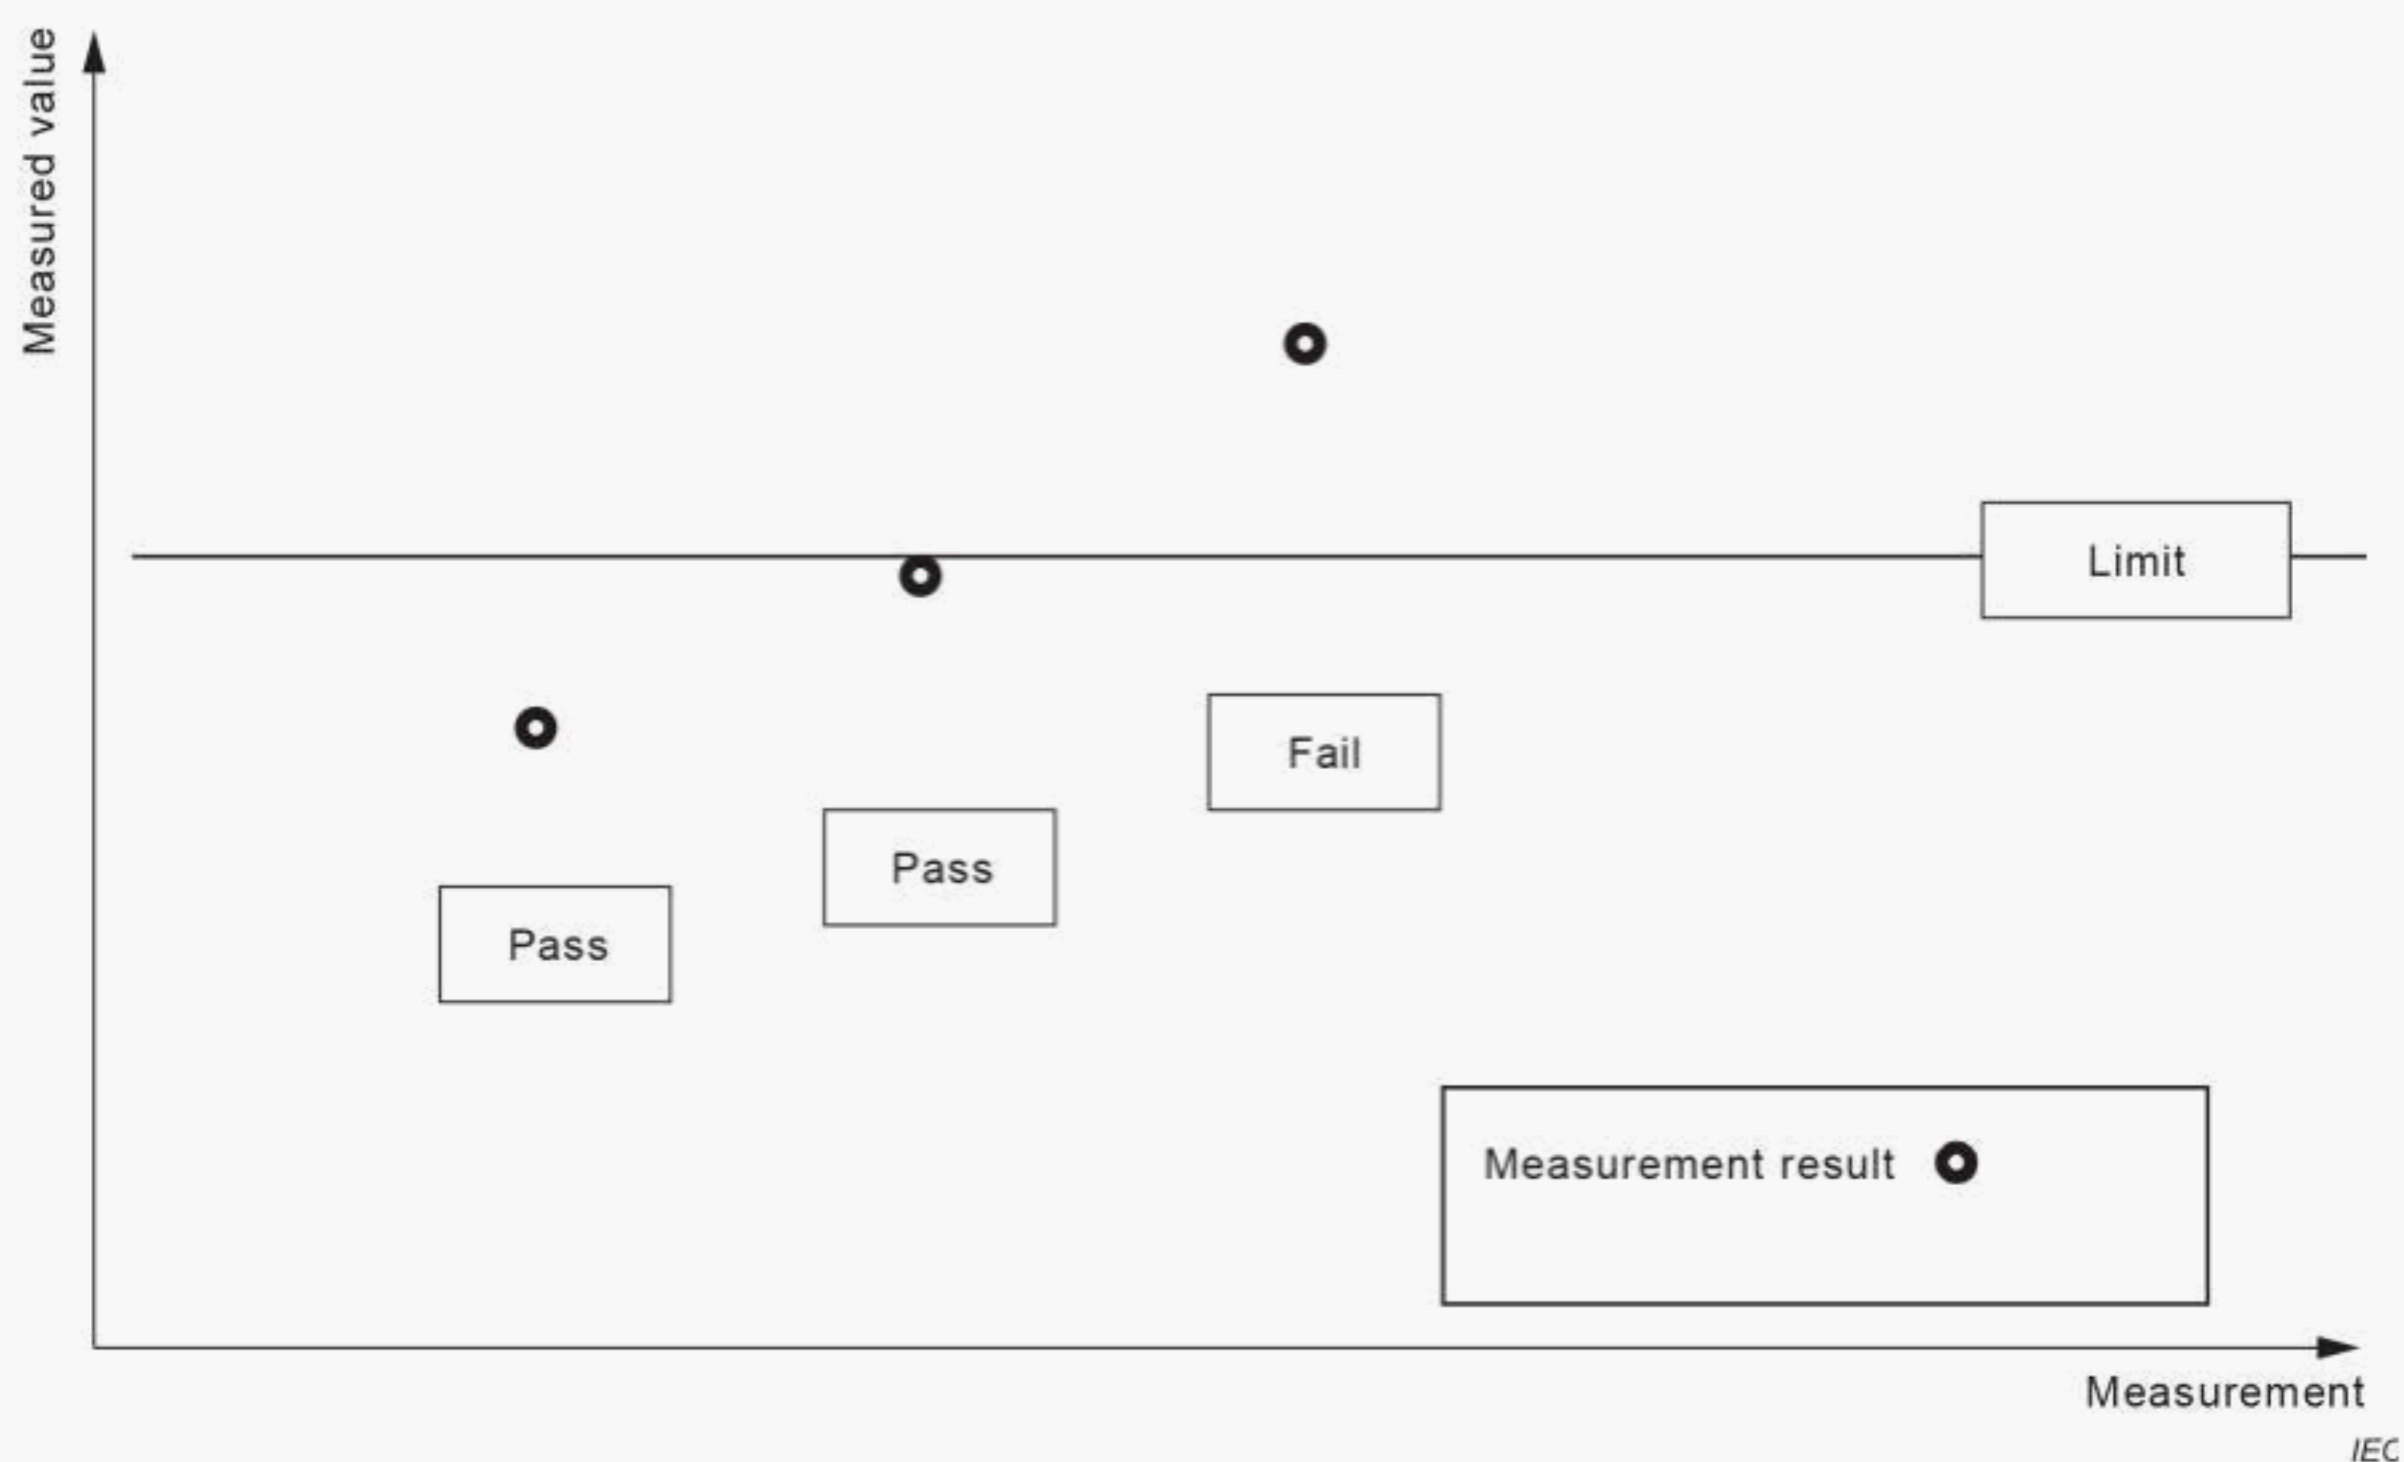 Measured value
Limit
Fail
Pass
Pass
Measurement result
Measurement
IEC